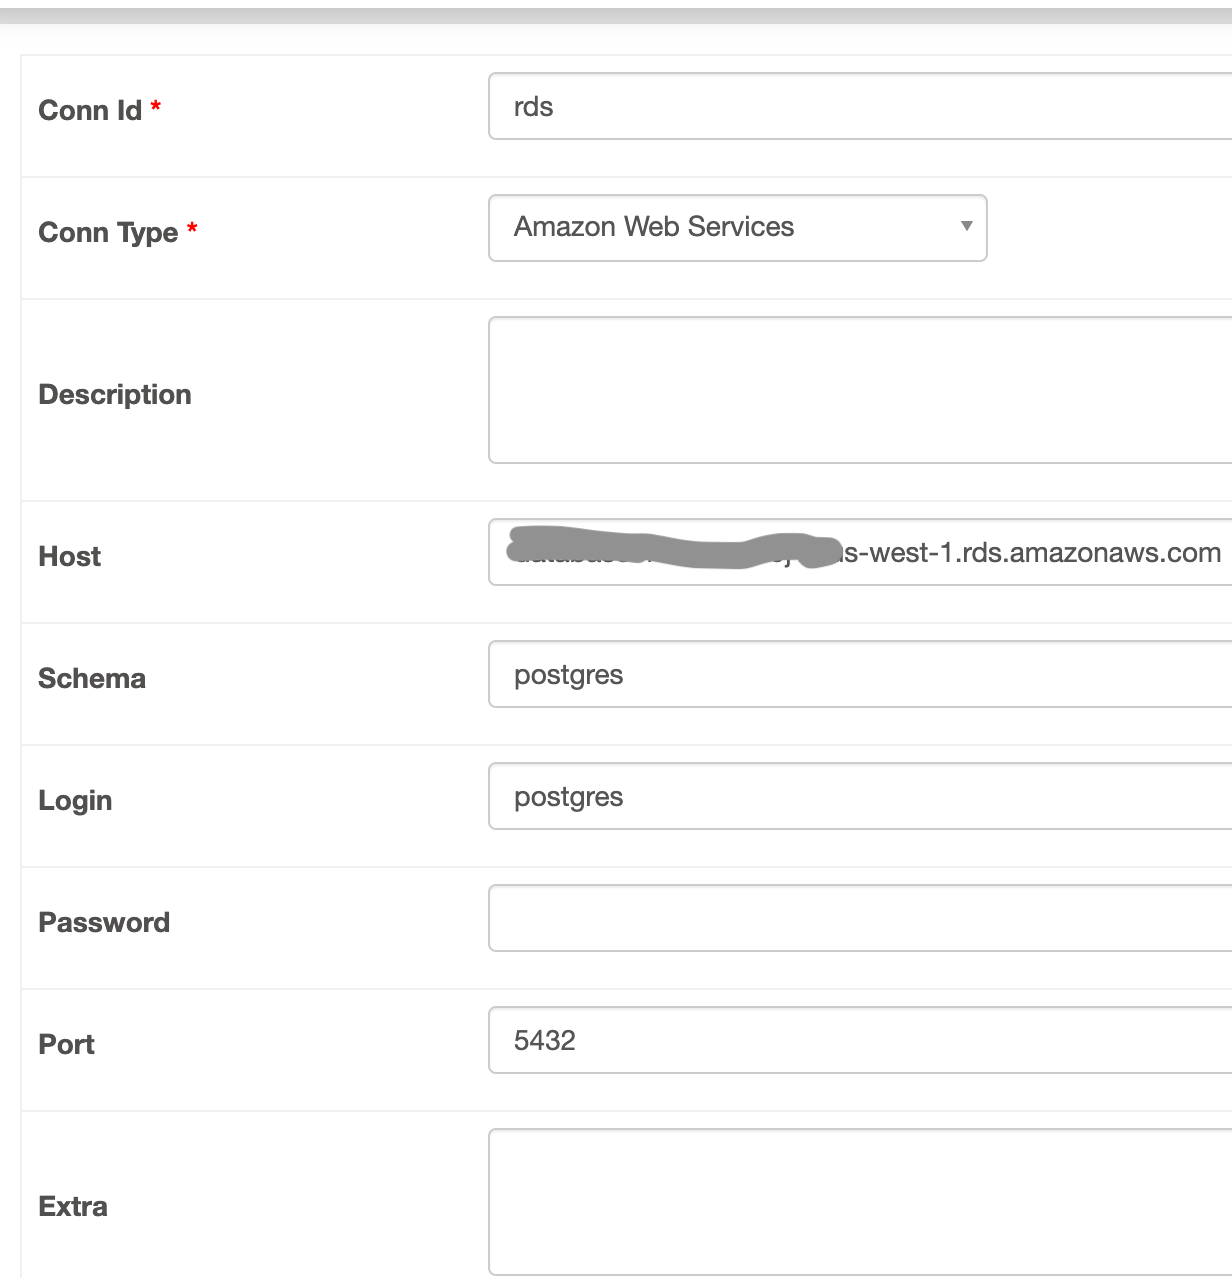 Conn Id *
rds
Conn Type *
Amazon Web Services
Description
Host
s-west-1.rds.amazonaws.com
Schema
postgres
Login
postgres
Password
Port
5432
Extra